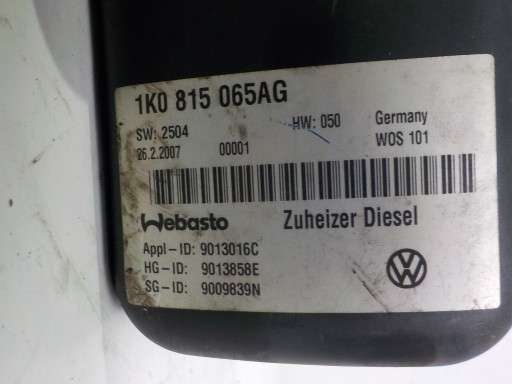 1K0 815 065AG
SW: 2504 HW: 050 Germany
26.2.2007 00001 WOS 101
Webasto Zuheizer Diesel
Appl-ID: 9013016C
HG-ID: 9013858E
SG-ID: 9009839N